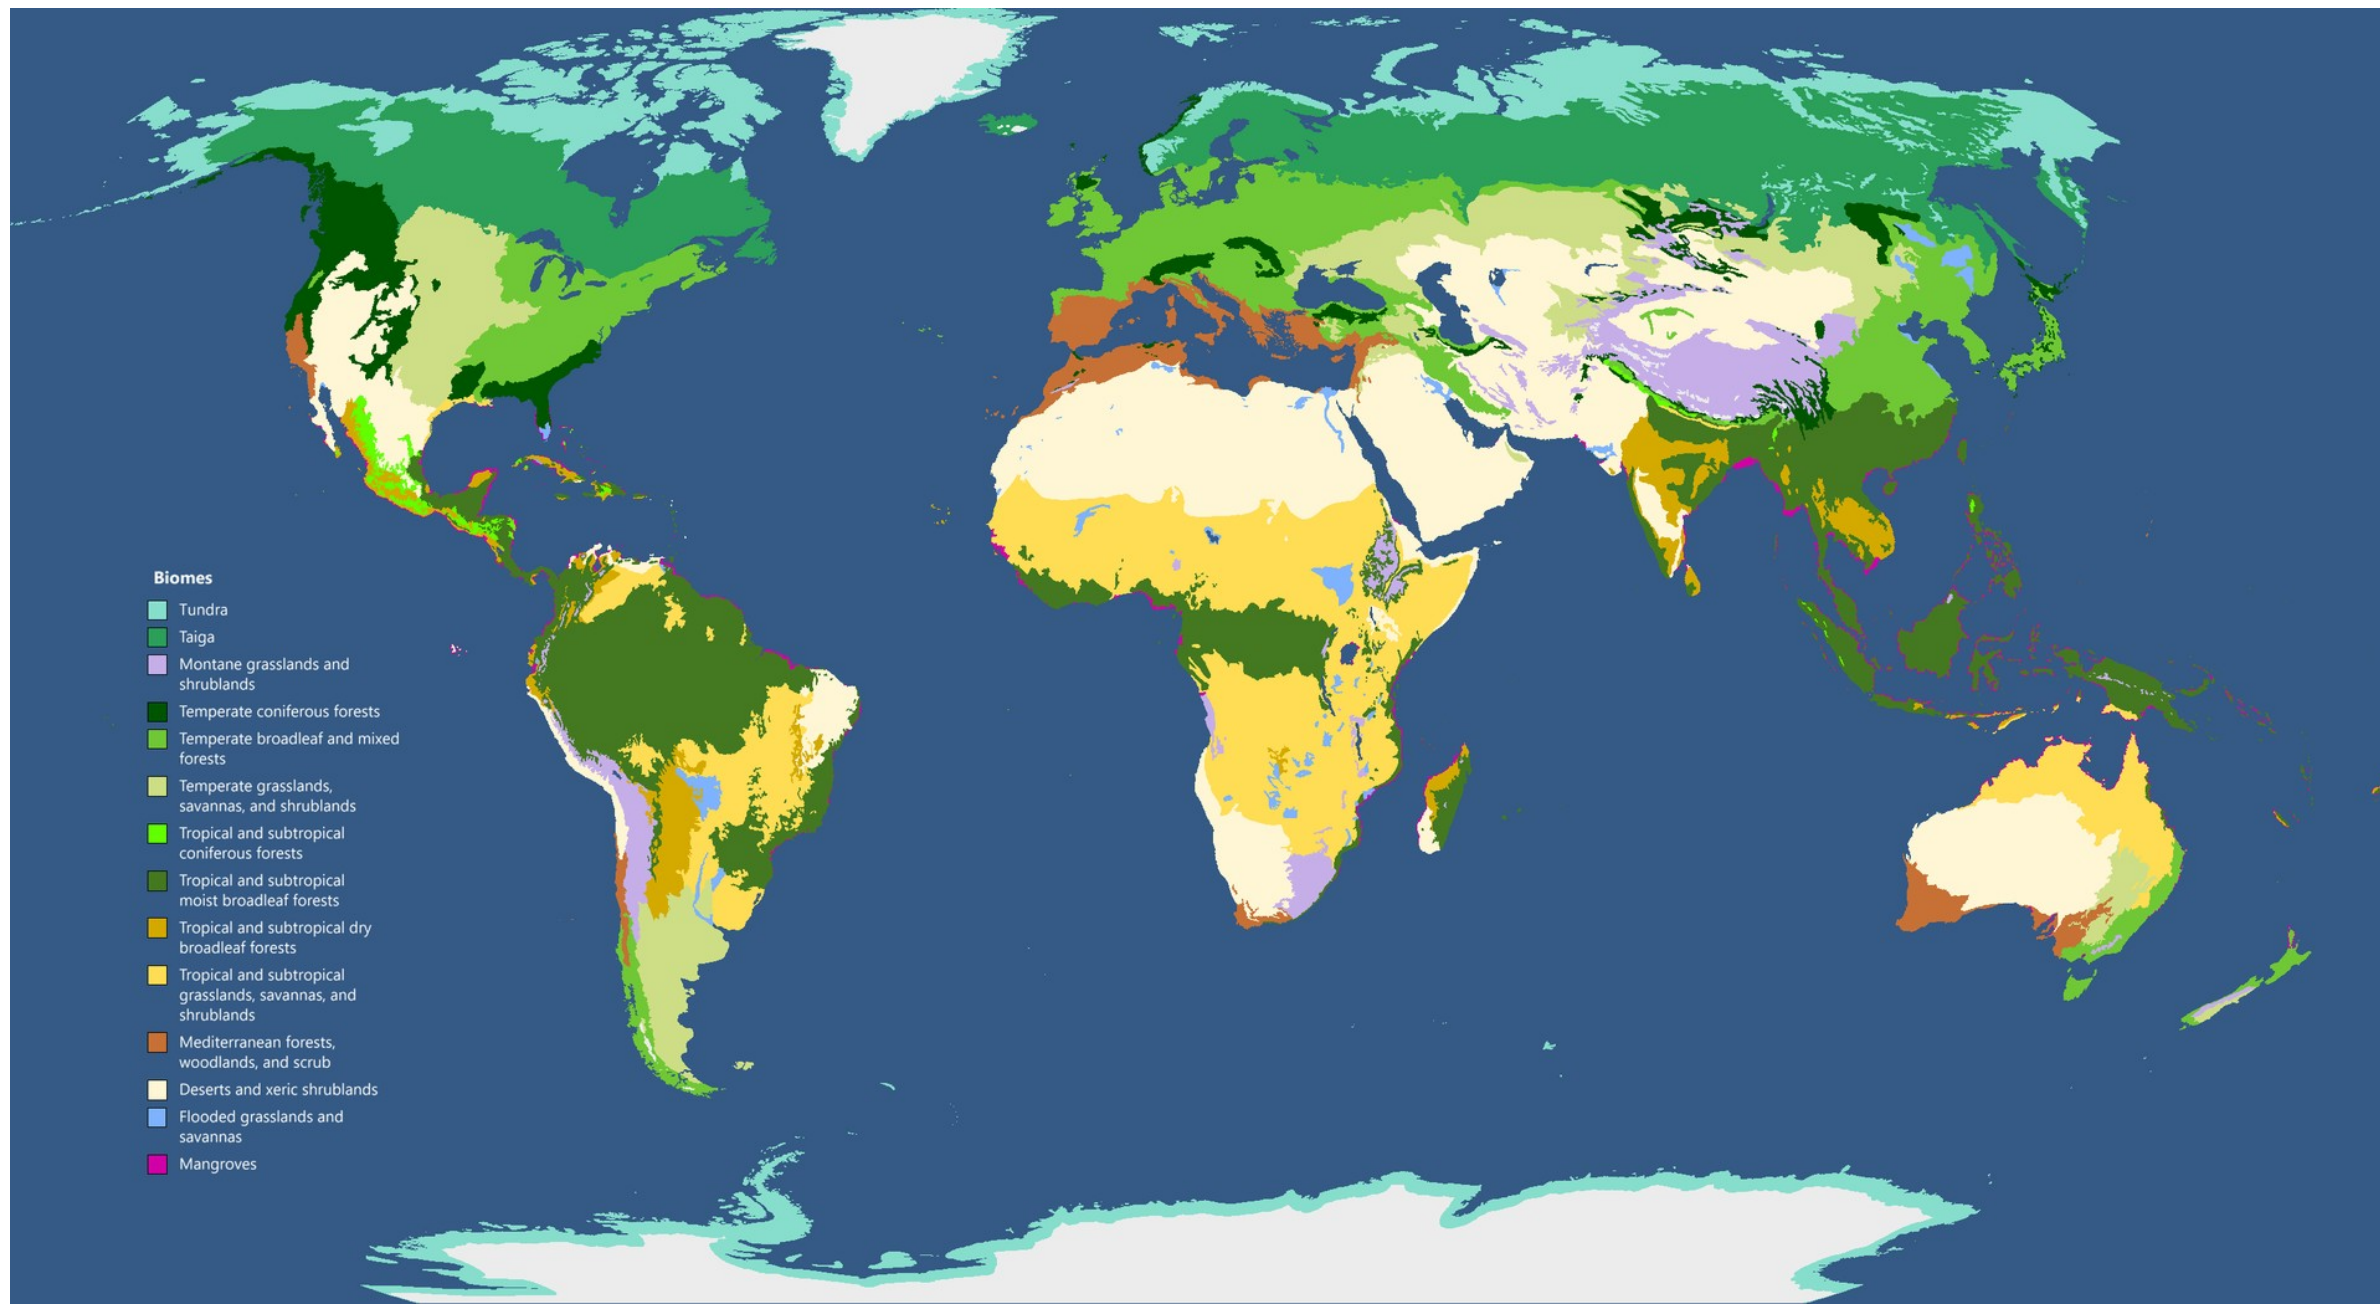 Biomes
Tundra
Taiga
Montane grasslands and
shrublands
Temperate coniferous forests
Temperate broadleaf and mixed
forests
Temperate grasslands,
savannas, and shrublands
Tropical and subtropical
coniferous forests
Tropical and subtropical
moist broadleaf forests
Tropical and subtropical dry
broadleaf forests
Tropical and subtropical
grasslands, savannas, and
shrublands
Mediterranean forests,
woodlands, and scrub
Deserts and xeric shrublands
Flooded grasslands and
savannas
Mangroves